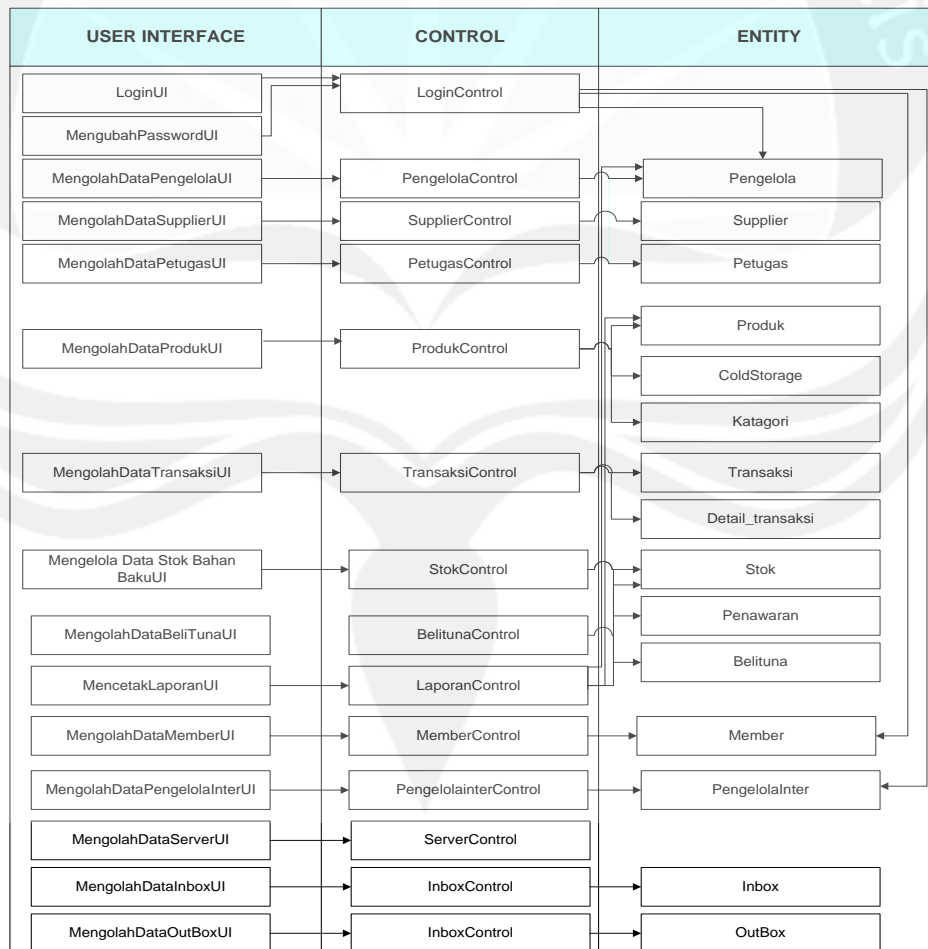 USER INTERFACE CONTROL ENTITY
LoginUI LoginControl
MengubahPasswordUI
MengolahDataPengelolaUI PengelolaControl Pengelola
MengolahDataSupplierUI SupplierControl Supplier
MengolahDataPetugasUI PetugasControl Petugas
Produk
MengolahDataProdukUI ProdukControl
ColdStorage
Katagori
MengolahDataTransaksiUI TransaksiControl Transaksi
Detail_transaksi
Mengelola Data Stok Bahan
BakuUI
StokControl Stok
Penawaran
MengolahDataBeliTunaUI BelitunaControl
Belituna
MencetakLaporanUI LaporanControl
MengolahDataMemberUI MemberControl Member
MengolahDataPengelolaInterUI PengelolainterControl PengelolaInter
MengolahDataServerUI ServerControl
MengolahDataInboxUI InboxControl Inbox
MengolahDataOutBoxUI InboxControl OutBox